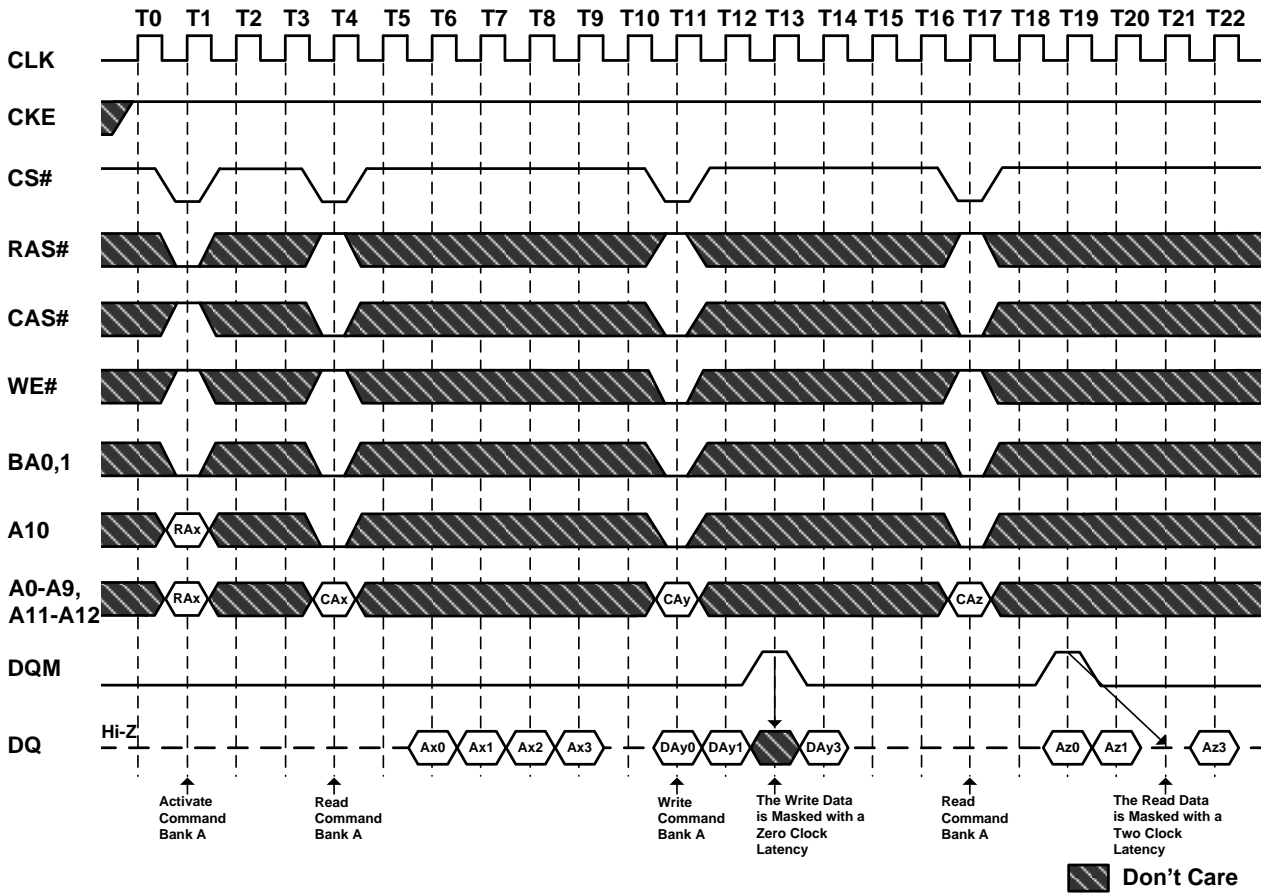 T0 T1 T2 T3 T4 T5 T6 T7 T8 T9 T10 T11 T12 T13 T14 T15 T16 T17 T18 T19 T20 T21 T22
CLK
CKE
CS#
RAS#
CAS#
WE#
BA0,1
A10
RAx
A0-A9,
A11-A12
RAx CAx CAy CAz
DQM
Hi-Z
DQ
Ax0 Ax1 Ax2 Ax3 DAy0 DAy1 DAy3 Az0 Az1 Az3
Activate
Command
Bank A
Read
Command
Bank A
Write
Command
Bank A
The Write Data
is Masked with a
Zero Clock
Latency
Read
Command
Bank A
The Read Data
is Masked with a
Two Clock
Latency
Don't Care